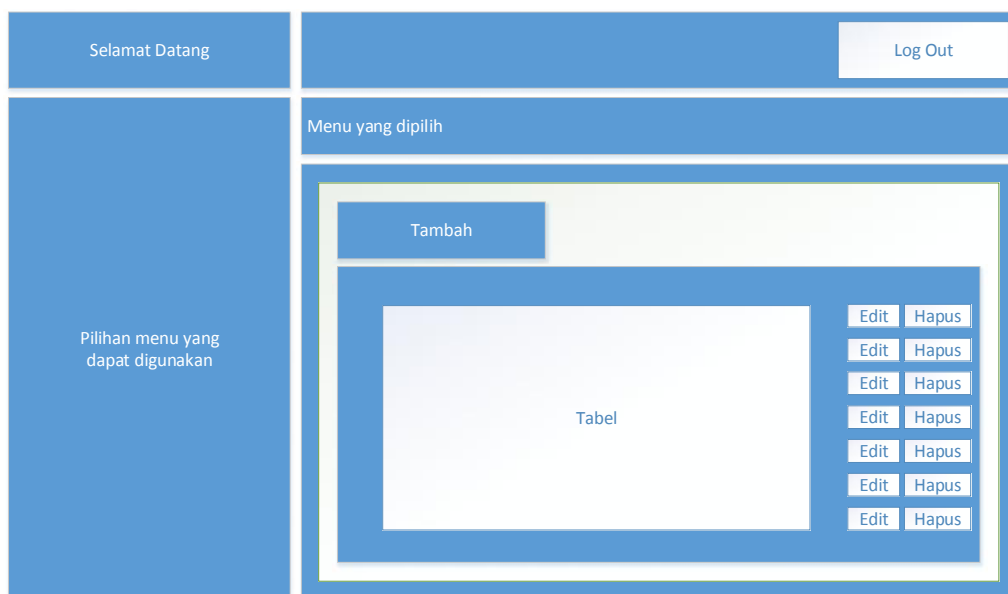 Selamat Datang
Log Out
Menu yang dipilih
Pilihan menu yang
dapat digunakan
Tambah
Tabel
Edit Hapus
Edit Hapus
Edit Hapus
Edit Hapus
Edit Hapus
Edit Hapus
Edit Hapus